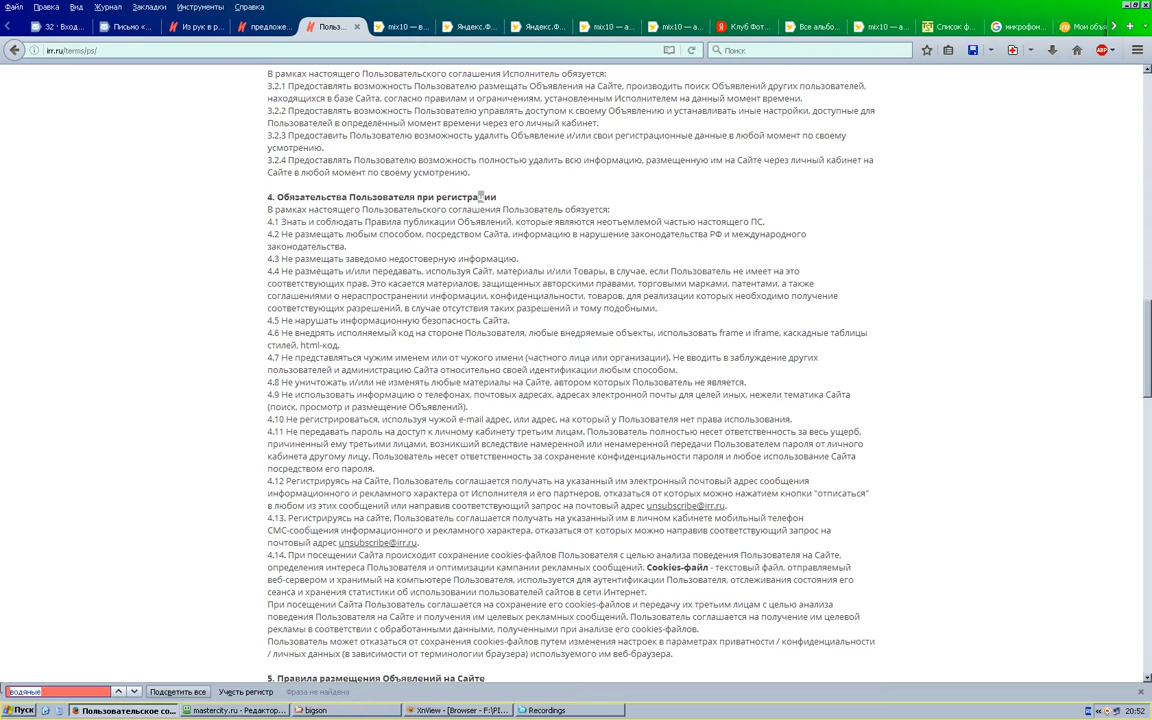 Файл Правка Вид Журнал Закладки Инструменты Справка
32 · Вход... Письмо «... Из рук в р... предложе... Польз... mix10 — в... Яндекс.Ф... Яндекс.Ф... mix10 — а... mix10 — а... Клуб Фот... Все альбо... mix10 — а... Список ф... микрофон... Мои объя
irr.ru/terms/ps/ Поиск
В рамках настоящего Пользовательского соглашения Исполнитель обязуется:
3.2.1 Предоставлять возможность Пользователю размещать Объявления на Сайте, производить поиск Объявлений других пользователей,
находящихся в базе Сайта, согласно правилам и ограничениям, установленным Исполнителем на данный момент времени.
3.2.2 Предоставлять возможность Пользователю управлять доступом к своему Объявлению и устанавливать иные настройки, доступные для
Пользователей в определённый момент времени через его личный кабинет.
3.2.3 Предоставить Пользователю возможность удалить Объявление и/или свои регистрационные данные в любой момент по своему
усмотрению.
3.2.4 Предоставлять Пользователю возможность полностью удалить всю информацию, размещенную им на Сайте через личный кабинет на
Сайте в любой момент по своему усмотрению.
4. Обязательства Пользователя при регистрации
В рамках настоящего Пользовательского соглашения Пользователь обязуется:
4.1 Знать и соблюдать Правила публикации Объявлений, которые являются неотъемлемой частью настоящего ПС.
4.2 Не размещать любым способом, посредством Сайта, информацию в нарушение законодательства РФ и международного
законодательства.
4.3 Не размещать заведомо недостоверную информацию.
4.4 Не размещать и/или передавать, используя Сайт, материалы и/или Товары, в случае, если Пользователь не имеет на это
соответствующих прав. Это касается материалов, защищенных авторскими правами, торговыми марками, патентами, а также
соглашениями о нераспространении информации, конфиденциальности, товаров, для реализации которых необходимо получение
соответствующих разрешений, в случае отсутствия таких разрешений и тому подобными.
4.5 Не нарушать информационную безопасность Сайта.
4.6 Не внедрять исполняемый код на стороне Пользователя, любые внедряемые объекты, использовать frame и iframe, каскадные таблицы
стилей, html-код.
4.7 Не представляться чужим именем или от чужого имени (частного лица или организации). Не вводить в заблуждение других
пользователей и администрацию Сайта относительно своей идентификации любым способом.
4.8 Не уничтожать и/или не изменять любые материалы на Сайте, автором которых Пользователь не является.
4.9 Не использовать информацию о телефонах, почтовых адресах, адресах электронной почты для целей иных, нежели тематика Сайта
(поиск, просмотр и размещение Объявлений).
4.10 Не регистрироваться, используя чужой e-mail адрес, или адрес, на который у Пользователя нет права использования.
4.11 Не передавать пароль на доступ к личному кабинету третьим лицам. Пользователь полностью несет ответственность за весь ущерб,
причиненный ему третьими лицами, возникший вследствие намеренной или ненамеренной передачи Пользователем пароля от личного
кабинета другому лицу. Пользователь несет ответственность за сохранение конфиденциальности пароля и любое использование Сайта
посредством его пароля.
4.12 Регистрируясь на Сайте, Пользователь соглашается получать на указанный им электронный почтовый адрес сообщения
информационного и рекламного характера от Исполнителя и его партнеров, отказаться от которых можно нажатием кнопки "отписаться"
в любом из этих сообщений или направив соответствующий запрос на почтовый адрес unsubscribe@irr.ru.
4.13. Регистрируясь на сайте, Пользователь соглашается получать на указанный им в личном кабинете мобильный телефон
СМС-сообщения информационного и рекламного характера, отказаться от которых можно направив соответствующий запрос на
почтовый адрес unsubscribe@irr.ru.
4.14. При посещении Сайта происходит сохранение cookies-файлов Пользователя с целью анализа поведения Пользователя на Сайте,
определения интереса Пользователя и оптимизации кампании рекламных сообщений. Cookies-файл - текстовый файл, отправляемый
веб-сервером и хранимый на компьютере Пользователя, используется для аутентификации Пользователя, отслеживания состояния его
сеанса и хранения статистики об использовании пользователей сайтов в сети Интернет.
При посещении Сайта Пользователь соглашается на сохранение его cookies-файлов и передачу их третьим лицам с целью анализа
поведения Пользователя на Сайте и получения им целевых рекламных сообщений. Пользователь соглашается на получение им целевой
рекламы в соответствии с обработанными данными, полученными при анализе его cookies-файлов.
Пользователь может отказаться от сохранения cookies-файлов путем изменения настроек в параметрах приватности / конфиденциальности
/ личных данных (в зависимости от терминологии браузера) используемого им веб-браузера.
5. Правила размещения Объявлений на Сайте
водяные Подсветить все Учесть регистр Фраза не найдена
Пуск Пользовательское со... mastercity.ru - Редактор... bigson XnView - [Browser - F:\PI... Recordings 20:52